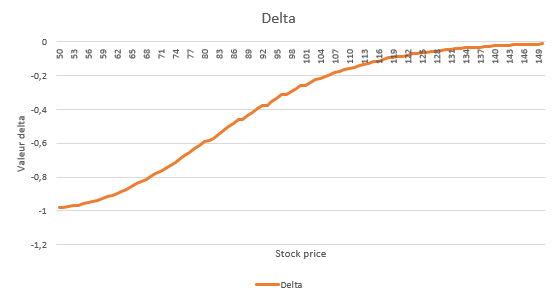 Delta
0
-0,2
-0,4
-0,6
-0,8
-1
-1,2
Valeur delta
50 53 56 59 62 65 68 71 74 77 80 83 86 89 92 95 98 101 104 107 110 113 116 119 122 125 128 131 134 137 140 143 146 149
Stock price
Delta